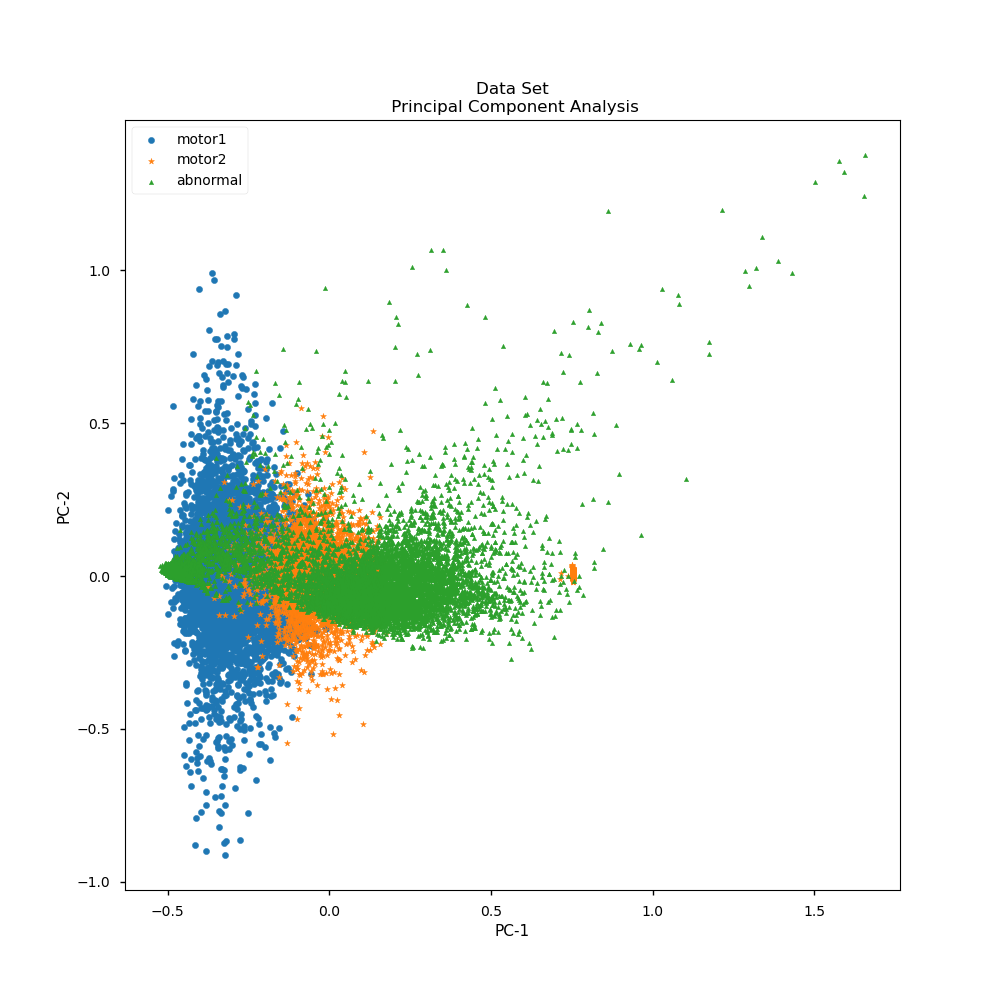 Data Set
Principal Component Analysis
motor1
motor2
abnormal
PC-2
1.0
0.5
0.0
−0.5
−1.0
−0.5
0.0
0.5
1.0
1.5
PC-1